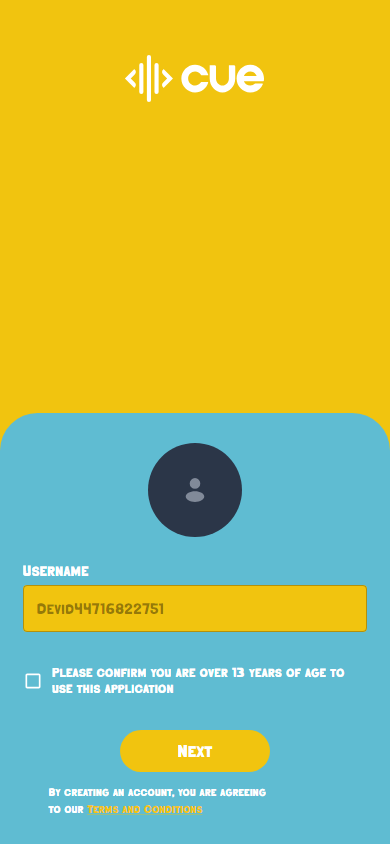 cue
Username
Devid44716822751
Please confirm you are over 13 years of age to
use this application
Next
By creating an account, you are agreeing
to our Terms and Conditions